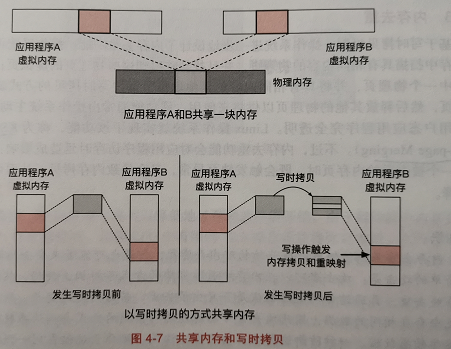 应用程序A
虚拟内存
应用程序B
虚拟内存
物理内存
应用程序A和B共享一块内存
应用程序A
虚拟内存
应用程序B
虚拟内存
应用程序A
虚拟内存
写时拷贝
应用程序B
虚拟内存
写操作触发
内存拷贝和重映射
发生写时拷贝前
发生写时拷贝后
以写时拷贝的方式共享内存
图 4-7 共享内存和写时拷贝